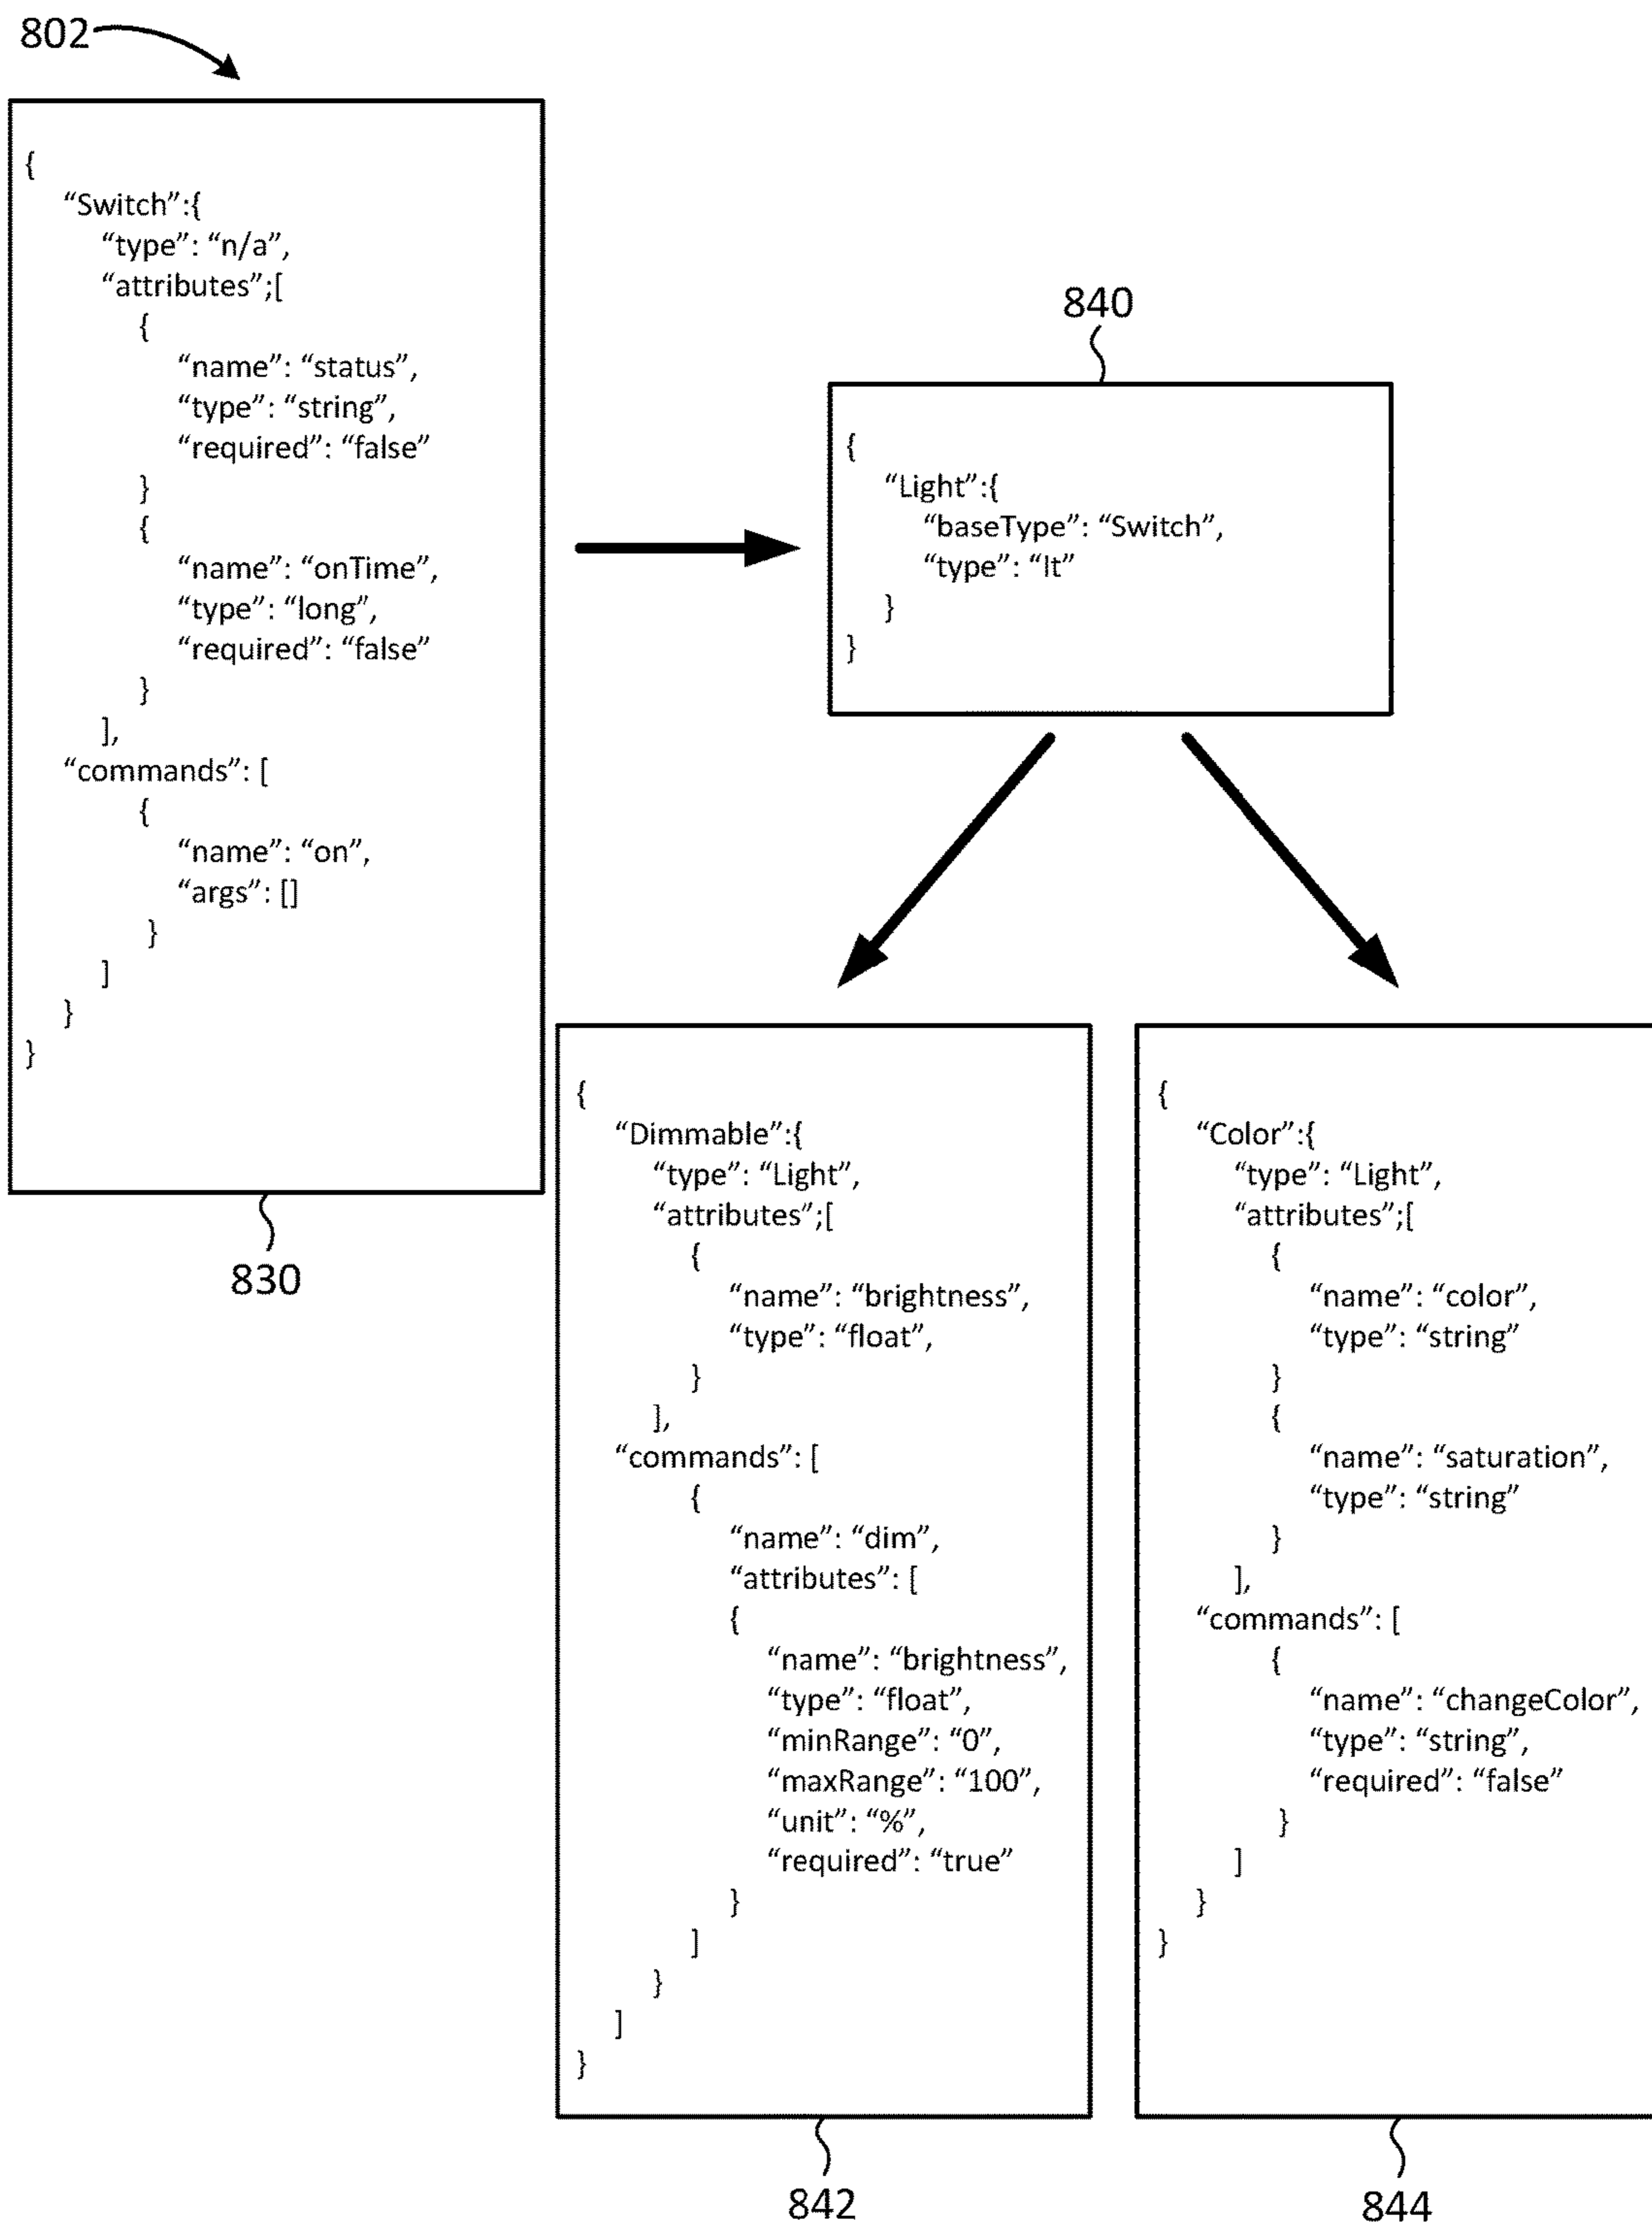 802
{
“Switch”:{
“type”: “n/a”,
“attributes”;[
{
“name”: “status”,
“type”: “string”,
“required”: “false”
}
{
“name”: “onTime”,
“type”: “long”,
“required”: “false”
}
],
“commands”: [
{
“name”: “on”,
“args”: []
}
]
}
}
830
840
{
“Light”:{
“baseType”: “Switch”,
“type”: “lt”
}
}
{
“Dimmable”:{
“type”: “Light”,
“attributes”;[
{
“name”: “brightness”,
“type”: “float”,
}
],
“commands”: [
{
“name”: “dim”,
“attributes”: [
{
“name”: “brightness”,
“type”: “float”,
“minRange”: “0”,
“maxRange”: “100”,
“unit”: “%”,
“required”: “true”
}
]
}
]
}
842
{
“Color”:{
“type”: “Light”,
“attributes”;[
{
“name”: “color”,
“type”: “string”
}
{
“name”: “saturation”,
“type”: “string”
}
],
“commands”: [
{
“name”: “changeColor”,
“type”: “string”,
“required”: “false”
}
]
}
}
844